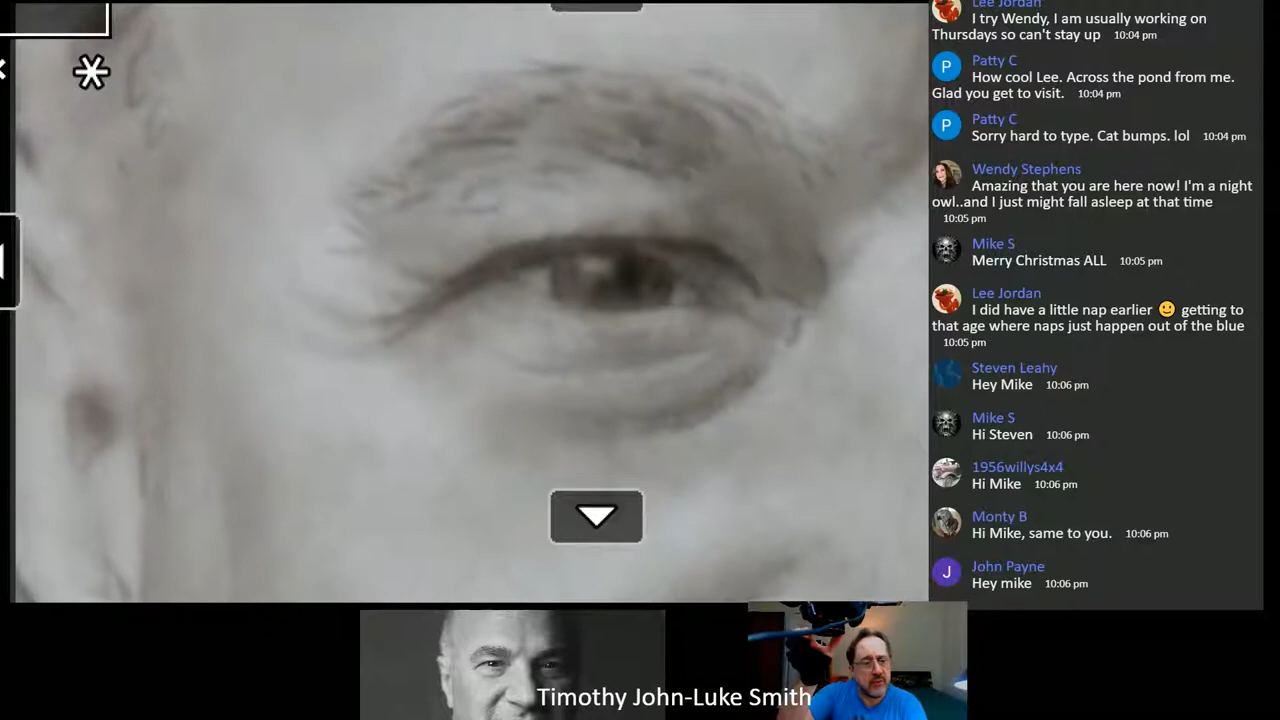 Lee Jordan
I try Wendy, I am usually working on
Thursdays so can't stay up 10:04 pm
P
Patty C
How cool Lee. Across the pond from me.
Glad you get to visit. 10:04 pm
P
Patty C
Sorry hard to type. Cat bumps. lol 10:04 pm
Wendy Stephens
Amazing that you are here now! I'm a night
owl..and I just might fall asleep at that time
10:05 pm
Mike S
Merry Christmas ALL 10:05 pm
Lee Jordan
I did have a little nap earlier 🙂 getting to
that age where naps just happen out of the blue
10:05 pm
Steven Leahy
Hey Mike 10:06 pm
Mike S
Hi Steven 10:06 pm
1956willys4x4
Hi Mike 10:06 pm
Monty B
Hi Mike, same to you. 10:06 pm
J
John Payne
Hey mike 10:06 pm
Timothy John-Luke Smith